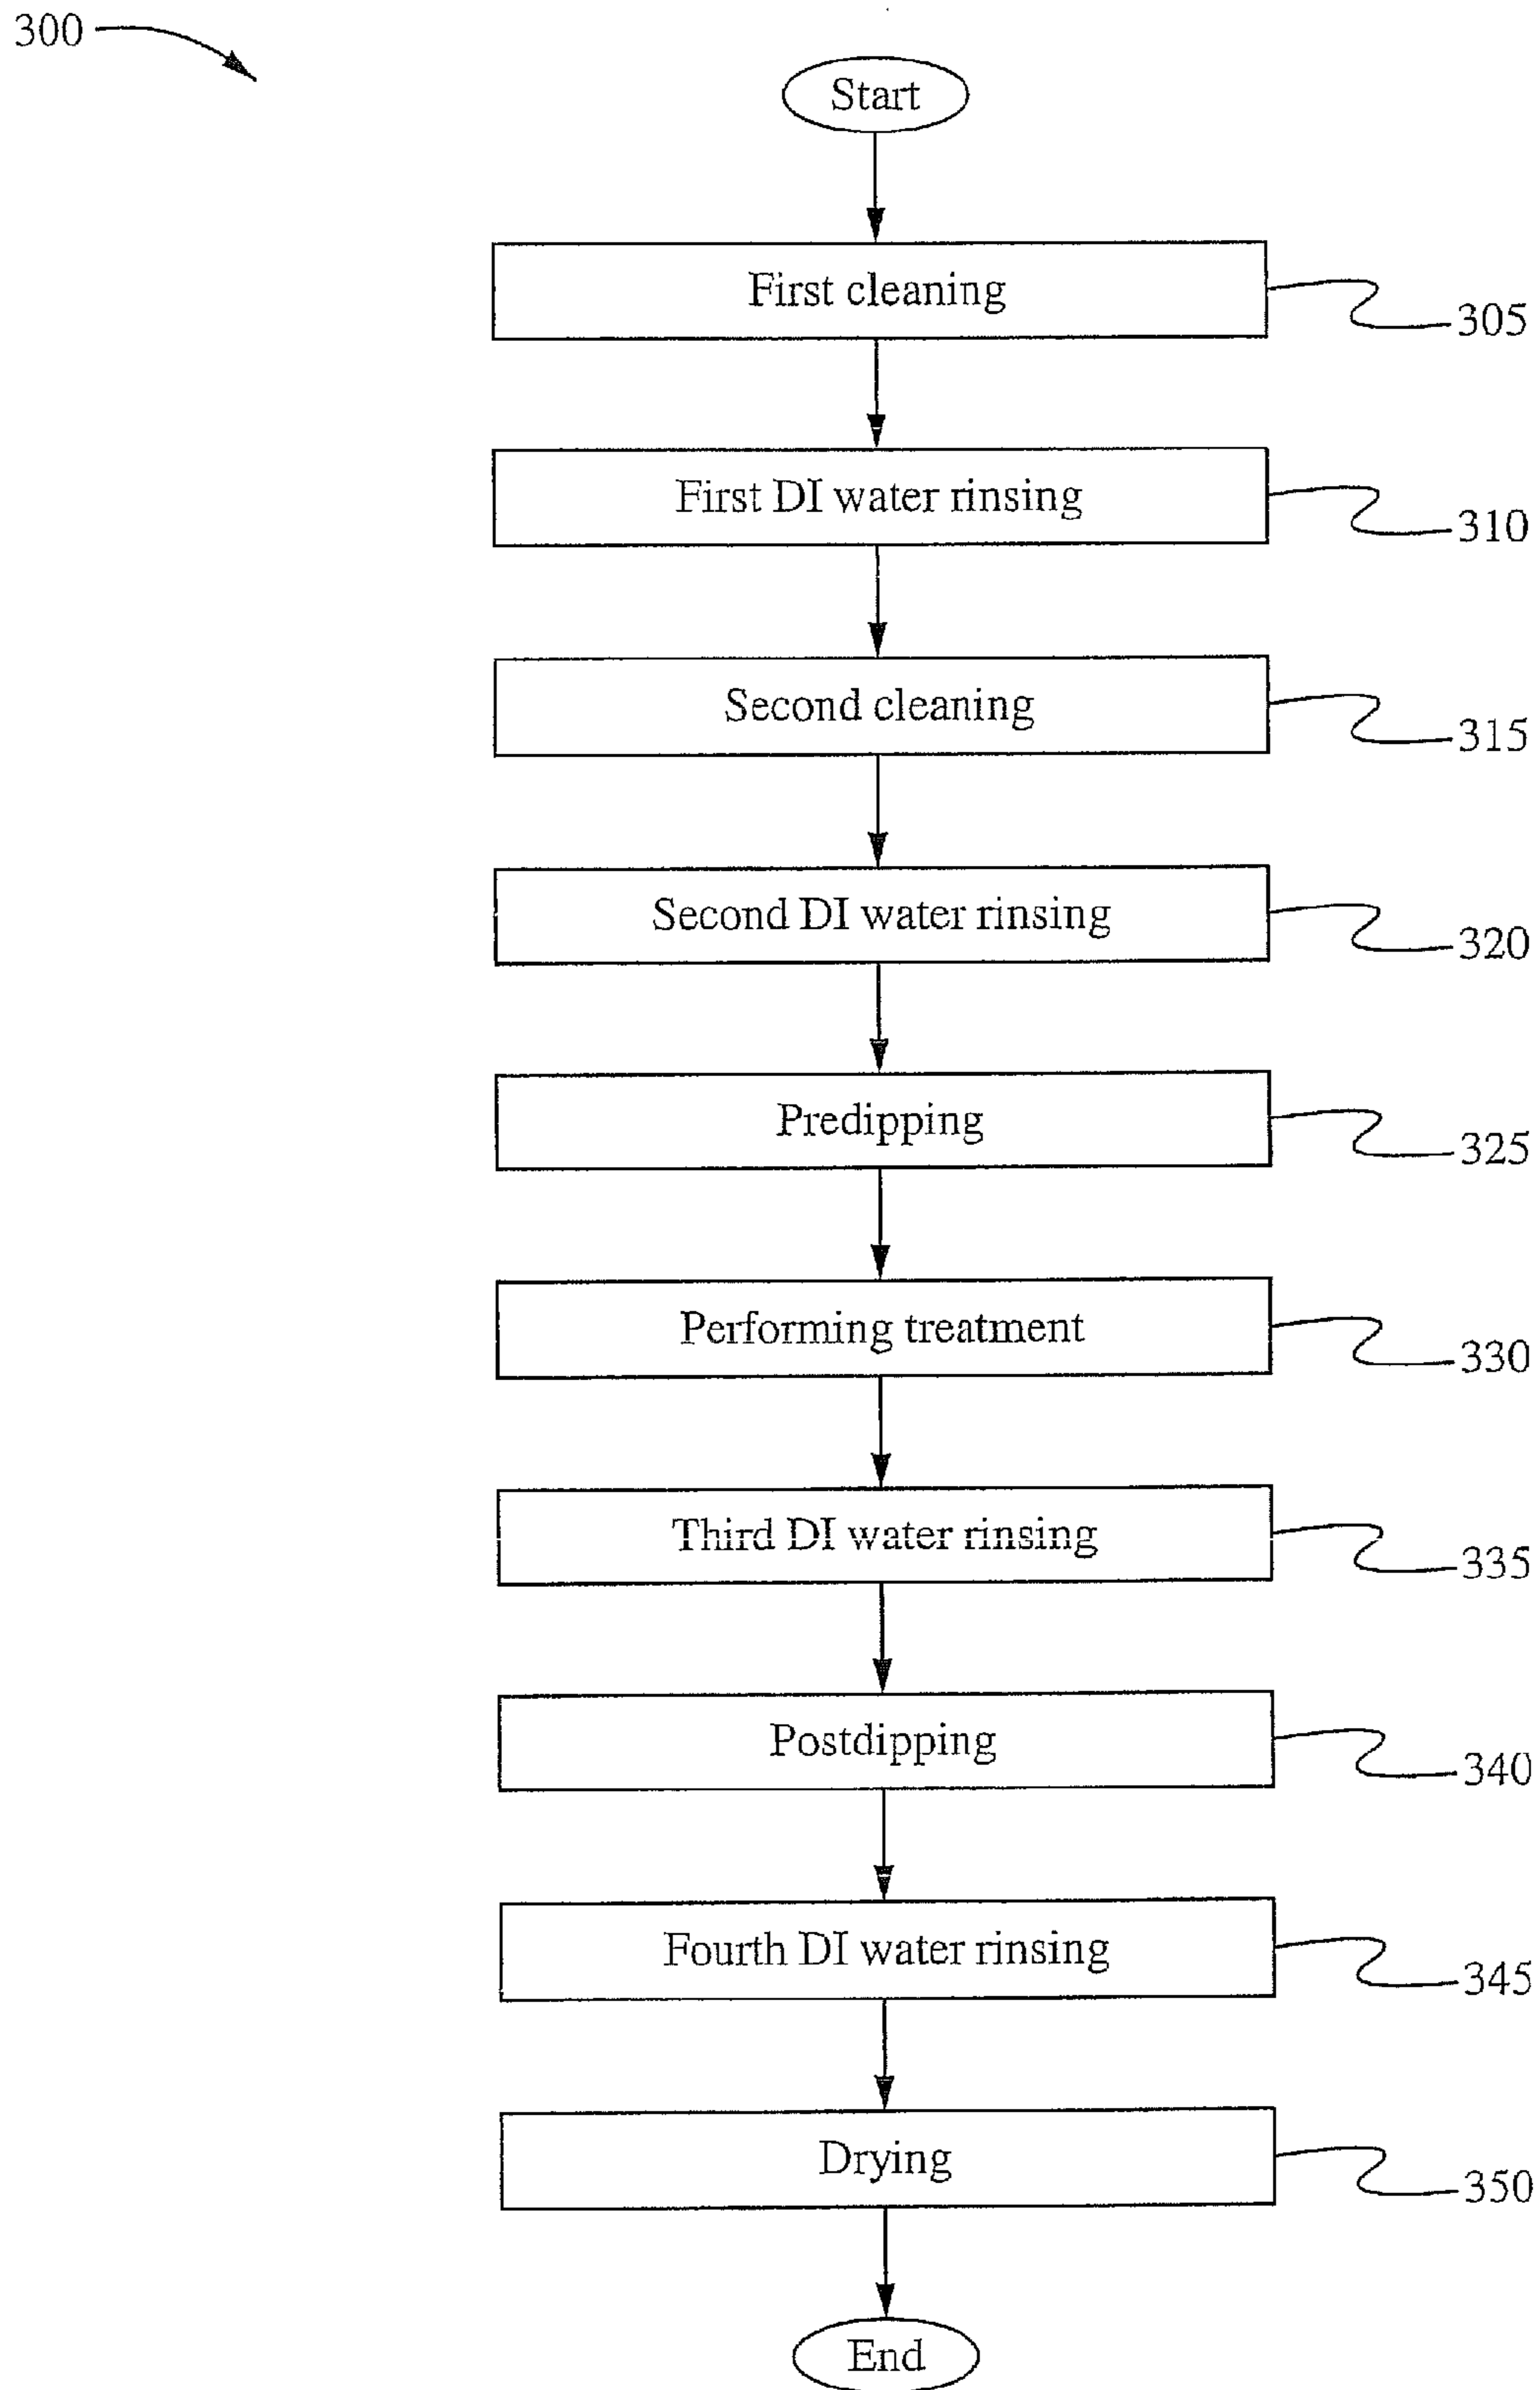 300
Start
First cleaning
305
First DI water rinsing
310
Second cleaning
315
Second DI water rinsing
320
Predipping
325
Performing treatment
330
Third DI water rinsing
335
Postdipping
340
Fourth DI water rinsing
345
Drying
350
End